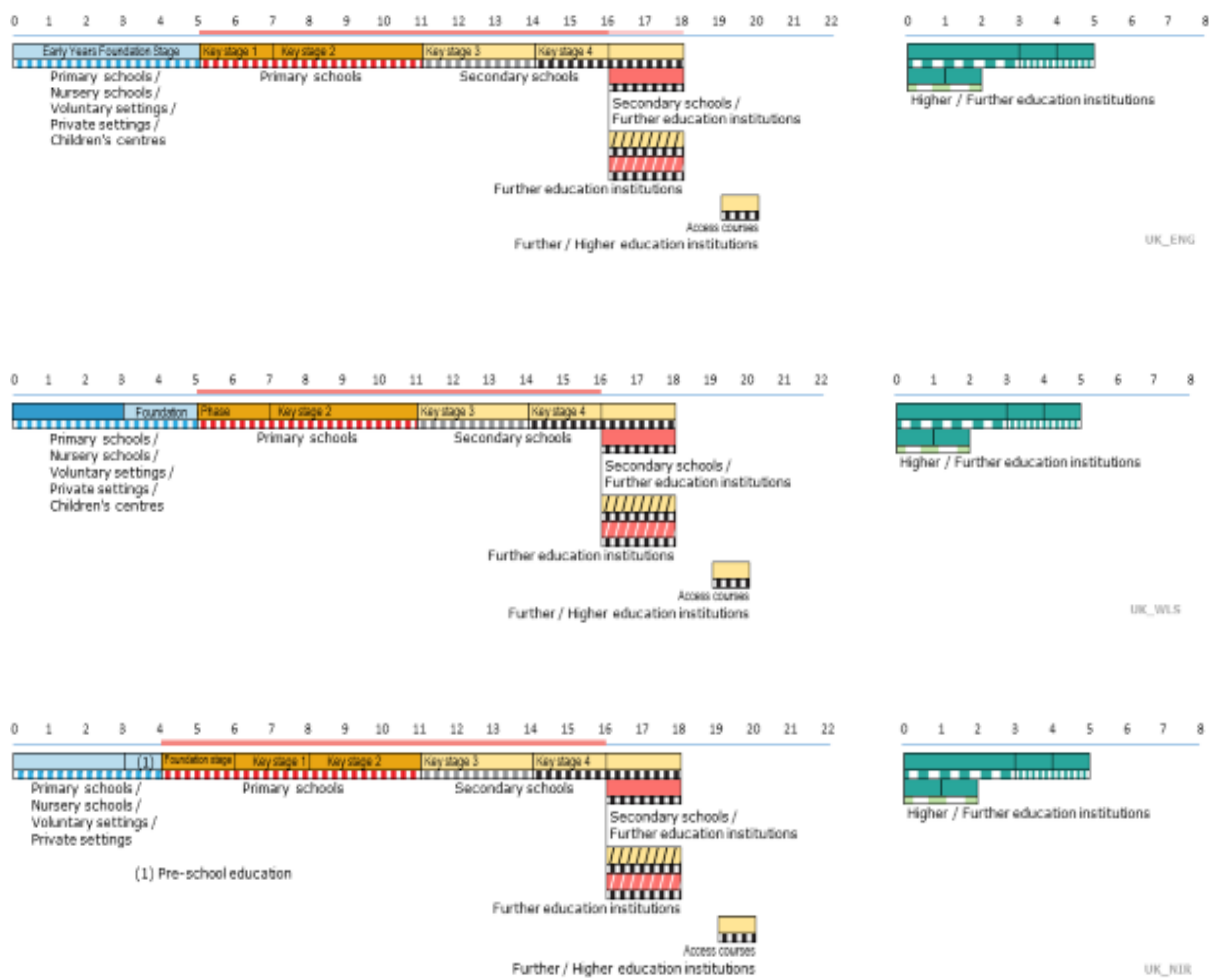 0 1 2 3 4 5 6 7 8 9 10 11 12 13 14 15 16 17 18 19 20 21 22 0 1 2 3 4 5 6 7 8
Early Years Foundation Stage Key stage 1 Key stage 2 Key stage 3 Key stage 4
Primary schools / Primary schools Secondary schools
Nursery schools /
Voluntary settings /
Private settings /
Children's centres
Secondary schools /
Further education institutions
Higher / Further education institutions
Further education institutions
Access courses
Further / Higher education institutions
UK_ENG
0 1 2 3 4 5 6 7 8 9 10 11 12 13 14 15 16 17 18 19 20 21 22 0 1 2 3 4 5 6 7 8
Foundation Phase Key stage 2 Key stage 3 Key stage 4
Primary schools / Primary schools Secondary schools
Nursery schools /
Voluntary settings /
Private settings /
Children's centres
Secondary schools /
Further education institutions
Higher / Further education institutions
Further education institutions
Access courses
Further / Higher education institutions
UK_WLS
0 1 2 3 4 5 6 7 8 9 10 11 12 13 14 15 16 17 18 19 20 21 22 0 1 2 3 4 5 6 7 8
(1) Foundation stage Key stage 1 Key stage 2 Key stage 3 Key stage 4
Primary schools / Primary schools Secondary schools
Nursery schools /
Voluntary settings /
Private settings
Secondary schools /
Further education institutions
Higher / Further education institutions
(1) Pre-school education
Further education institutions
Access courses
Further / Higher education institutions
UK_NIR